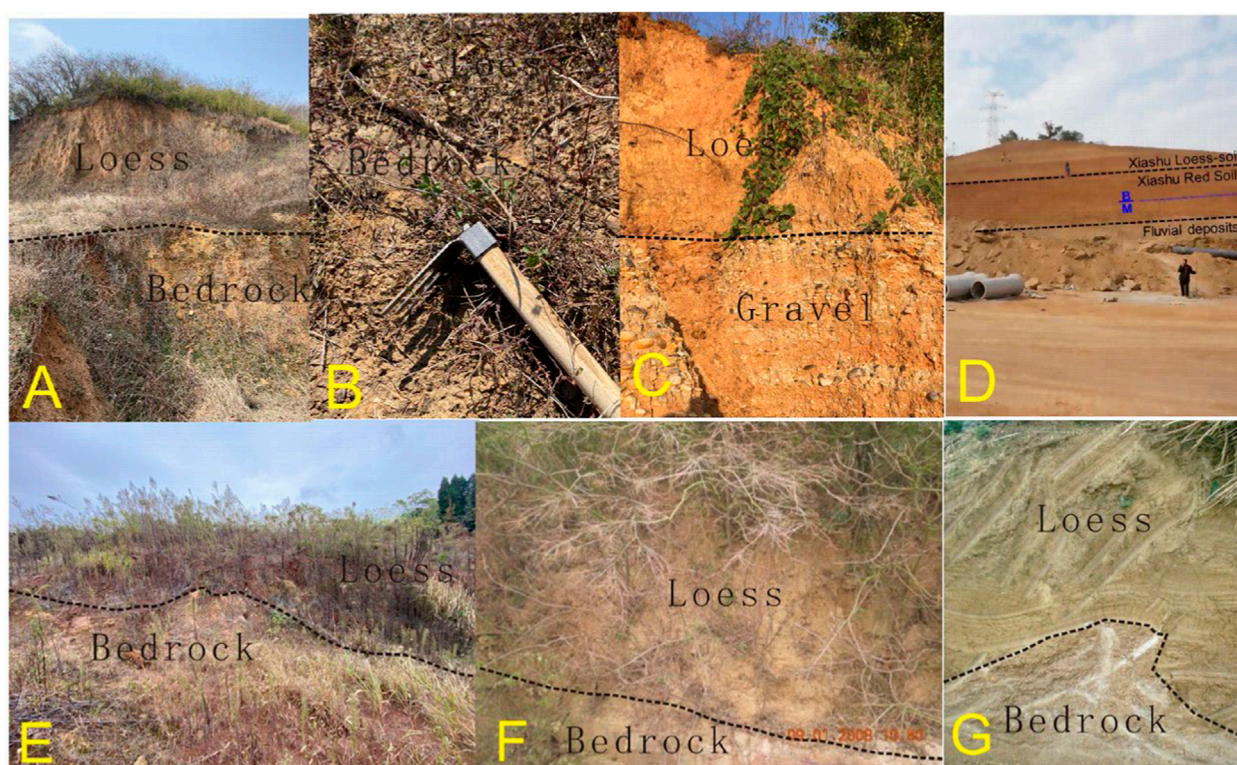 Loess
Bedrock
A
Loess
Bedrock
B
Loess
Gravel
C
Xiashu Loess-soil
Xiashu Red Soil
B
M
Fluvial deposits
D
Loess
Bedrock
E
Loess
Bedrock
F
Loess
Bedrock
G